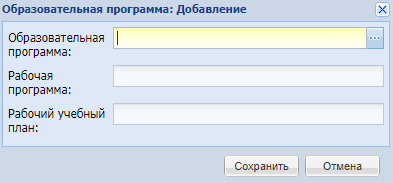 Образовательная программа: Добавление
Образовательная
программа:
Рабочая
программа:
Рабочий учебный
план:
Сохранить
Отмена